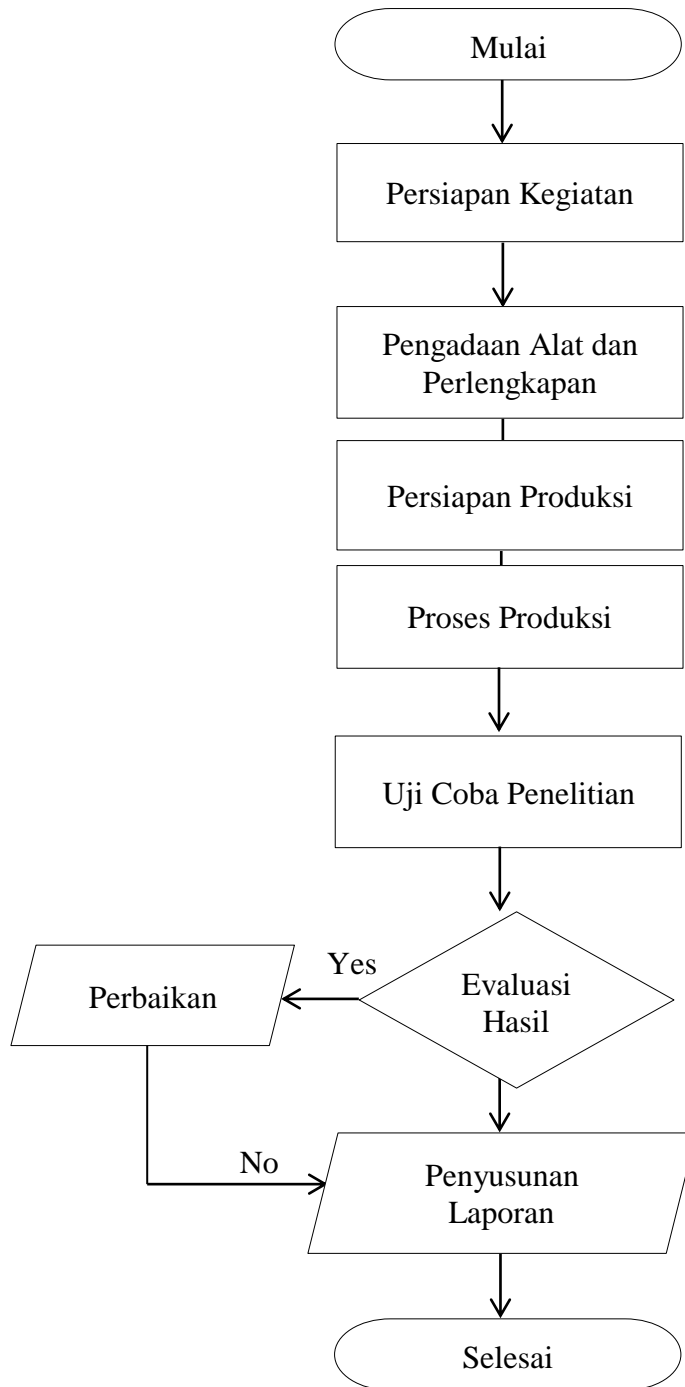 Mulai
Persiapan Kegiatan
Pengadaan Alat dan
Perlengkapan
Persiapan Produksi
Proses Produksi
Uji Coba Penelitian
Yes
Evaluasi
Hasil
Perbaikan
No
Penyusunan
Laporan
Selesai